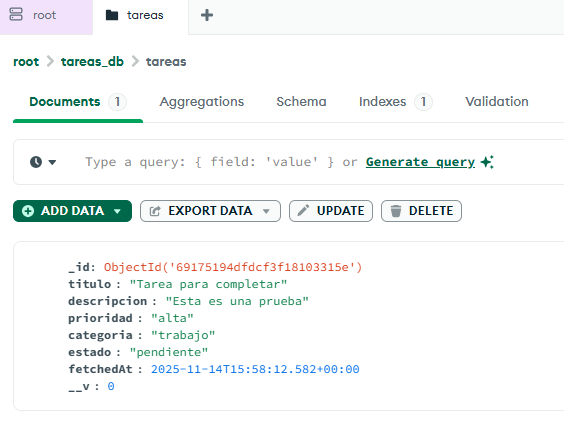 root tareas
root > tareas_db > tareas
Documents 1 Aggregations Schema Indexes 1 Validation
Type a query: { field: 'value' } or Generate query
ADD DATA EXPORT DATA UPDATE DELETE
_id: ObjectId('69175194dfdcf3f18103315e')
titulo : "Tarea para completar"
descripcion : "Esta es una prueba"
prioridad : "alta"
categoria : "trabajo"
estado : "pendiente"
fetchedAt : 2025-11-14T15:58:12.582+00:00
__v : 0